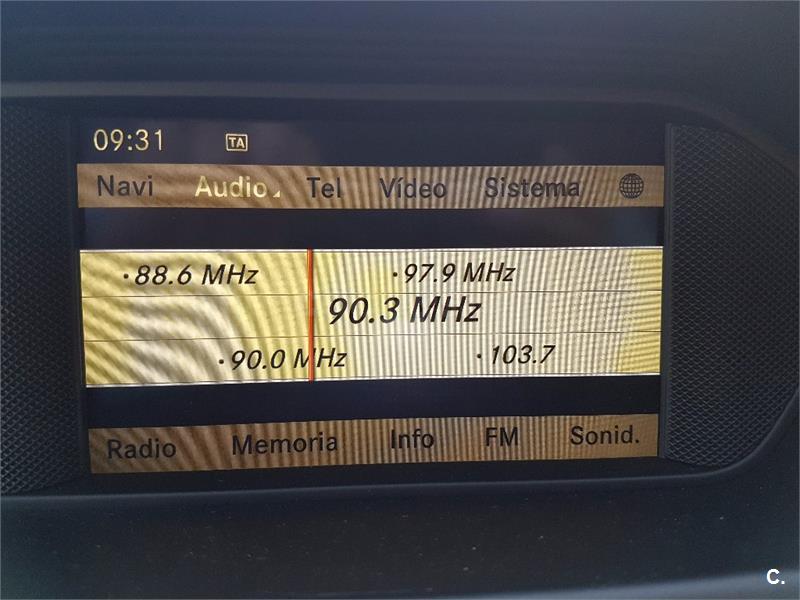 09:31 TA
Navi Audio Tel Vídeo Sistema
·88.6 MHz ·97.9 MHz
90.3 MHz
·90.0 MHz ·103.7
Radio Memoria Info FM Sonid.
C.